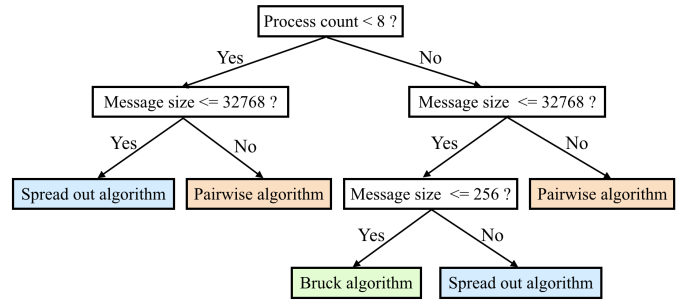 Process count < 8 ?
Yes
No
Message size <= 32768 ?
Message size <= 32768 ?
Yes
No
Yes
No
Spread out algorithm
Pairwise algorithm
Message size <= 256 ?
Pairwise algorithm
Yes
No
Bruck algorithm
Spread out algorithm